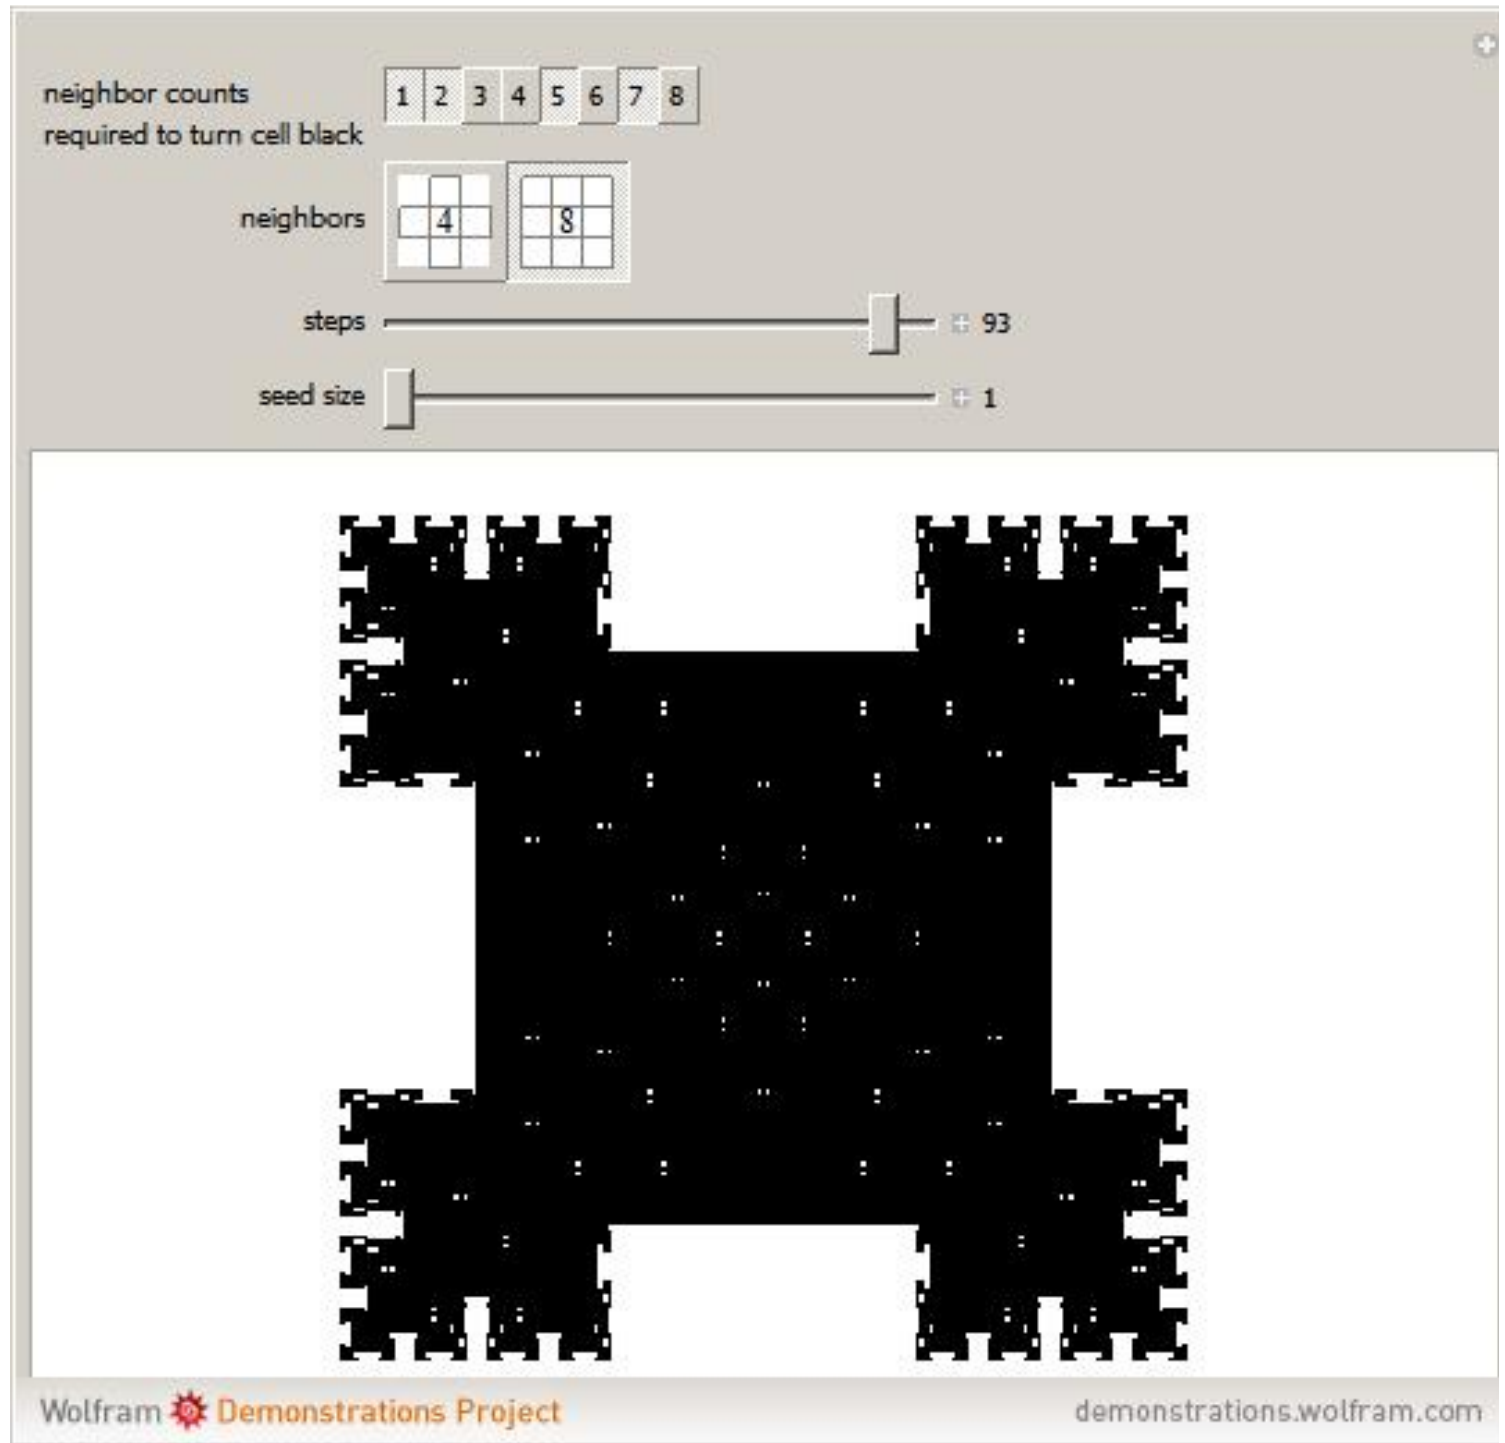 neighbor counts
required to turn cell black
1 2 3 4 5 6 7 8
neighbors
4 8
steps
93
seed size
1
Wolfram Demonstrations Project
demonstrations.wolfram.com